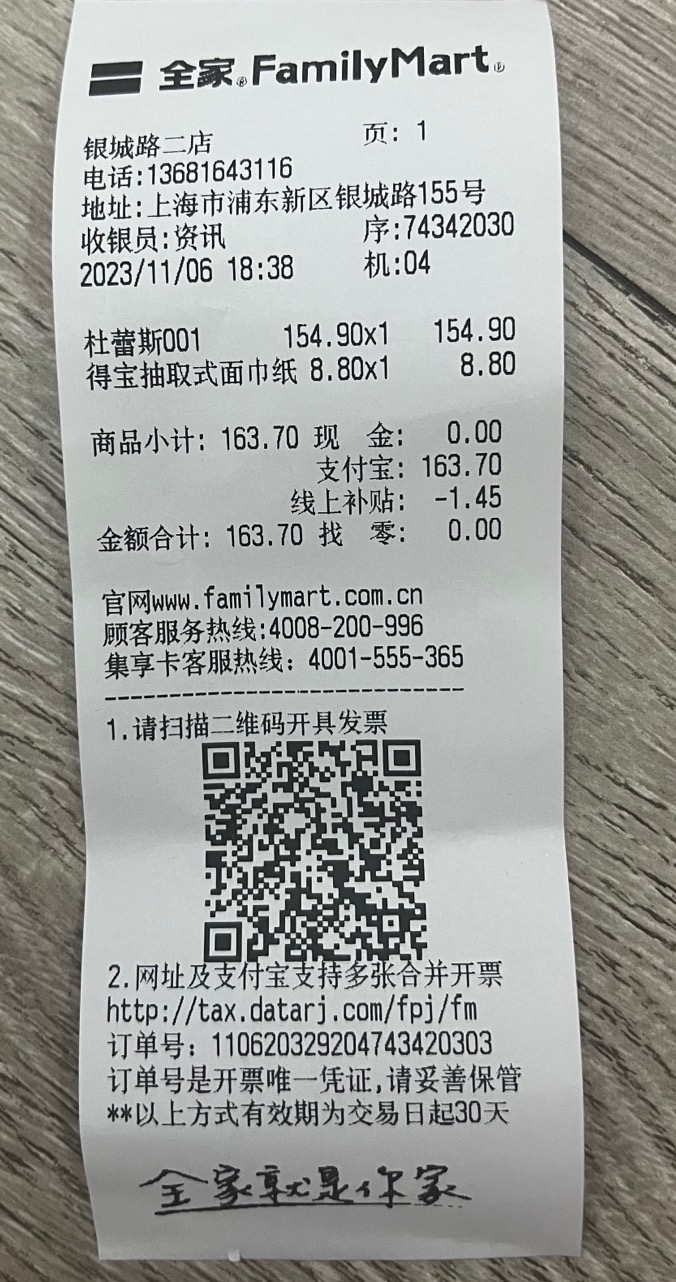 全家®FamilyMart
银城路二店 页: 1
电话:13681643116
地址:上海市浦东新区银城路155号
收银员:资讯 序:74342030
2023/11/06 18:38 机:04
杜蕾斯001 154.90x1 154.90
得宝抽取式面巾纸 8.80x1 8.80
商品小计: 163.70 现 金: 0.00
支付宝: 163.70
线上补贴: -1.45
金额合计: 163.70 找 零: 0.00
官网www.familymart.com.cn
顾客服务热线:4008-200-996
集享卡客服热线: 4001-555-365
------------------------------
1.请扫描二维码开具发票
2.网址及支付宝支持多张合并开票
http://tax.datarj.com/fpj/fm
订单号: 110620329204743420303
订单号是开票唯一凭证,请妥善保管
**以上方式有效期为交易日起30天
全家就是你家